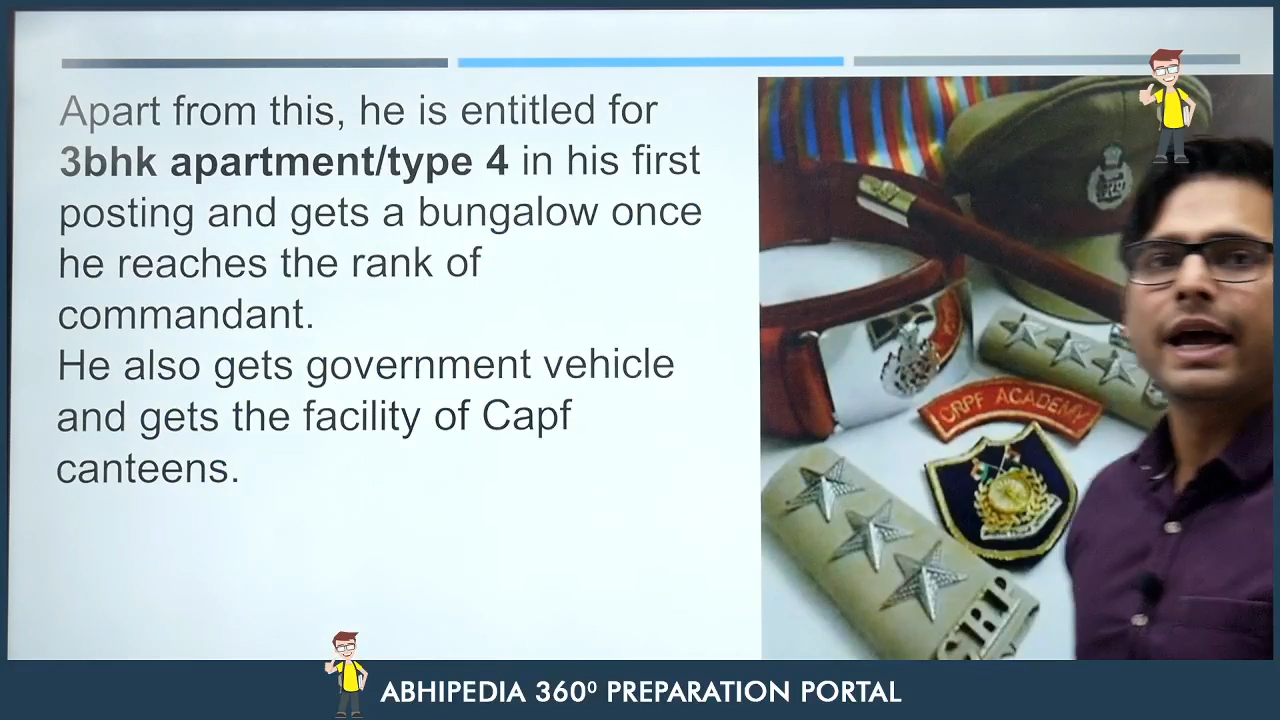 Apart from this, he is entitled for
3bhk apartment/type 4 in his first
posting and gets a bungalow once
he reaches the rank of
commandant.
He also gets government vehicle
and gets the facility of Capf
canteens.
CRPF ACADEMY
CRP
ABHIPEDIA 360⁰ PREPARATION PORTAL